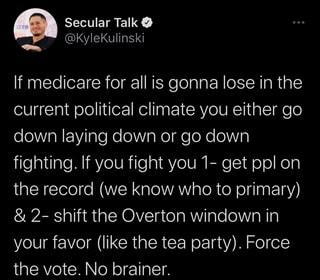 Secular Talk
@KyleKulinski
If medicare for all is gonna lose in the
current political climate you either go
down laying down or go down
fighting. If you fight you 1- get ppl on
the record (we know who to primary)
& 2- shift the Overton windown in
your favor (like the tea party). Force
the vote. No brainer.